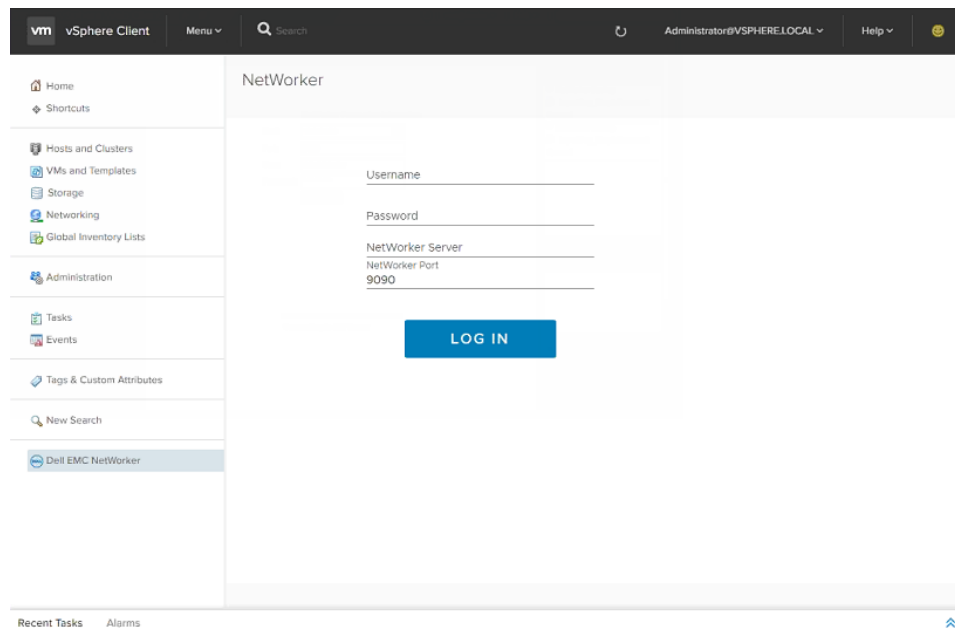 vm vSphere Client Menu Search Administrator@VSPHERE.LOCAL Help
NetWorker
Home
Shortcuts
Hosts and Clusters
VMs and Templates
Storage
Networking
Global Inventory Lists
Administration
Tasks
Events
Tags & Custom Attributes
New Search
Dell EMC NetWorker
Username
Password
NetWorker Server
NetWorker Port
9090
LOG IN
Recent Tasks Alarms